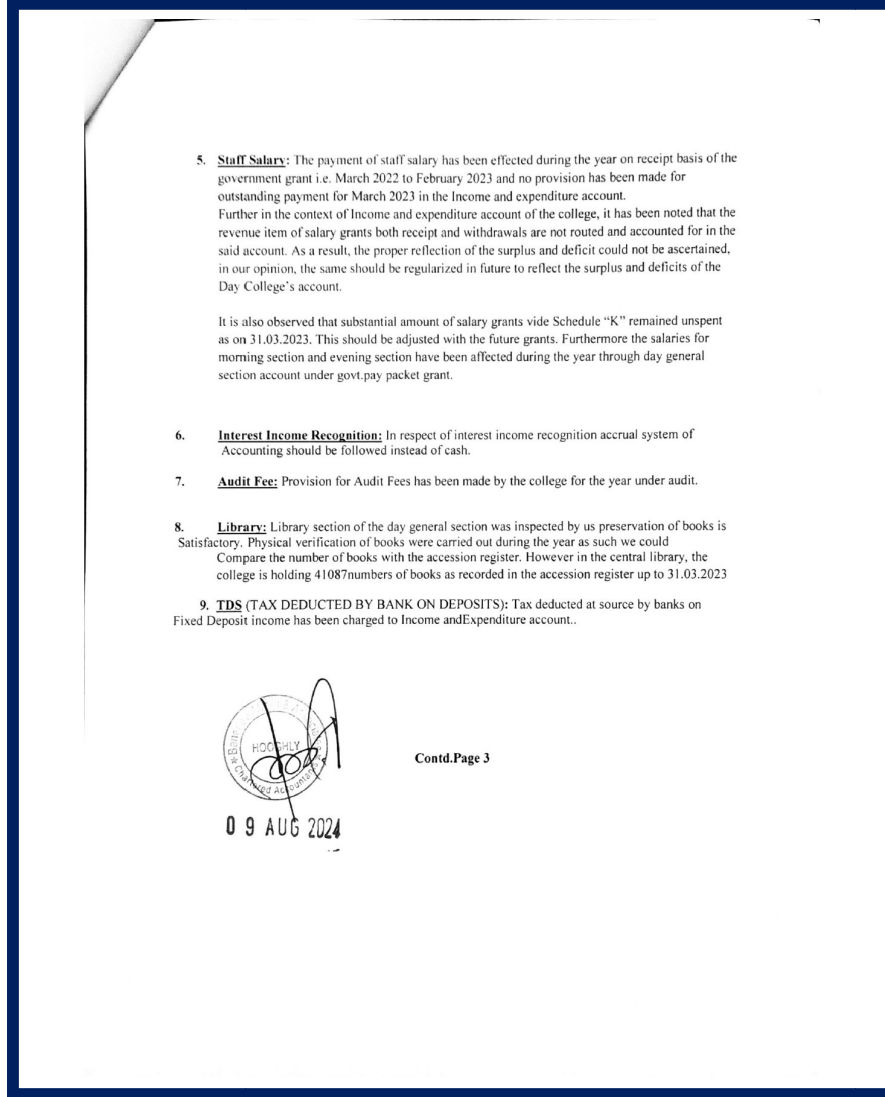 5. Staff Salary: The payment of staff salary has been effected during the year on receipt basis of the
government grant i.e. March 2022 to February 2023 and no provision has been made for
outstanding payment for March 2023 in the Income and expenditure account.
Further in the context of Income and expenditure account of the college, it has been noted that the
revenue item of salary grants both receipt and withdrawals are not routed and accounted for in the
said account. As a result, the proper reflection of the surplus and deficit could not be ascertained,
in our opinion, the same should be regularized in future to reflect the surplus and deficits of the
Day College's account.
It is also observed that substantial amount of salary grants vide Schedule “K” remained unspent
as on 31.03.2023. This should be adjusted with the future grants. Furthermore the salaries for
morning section and evening section have been affected during the year through day general
section account under govt.pay packet grant.
6. Interest Income Recognition: In respect of interest income recognition accrual system of
Accounting should be followed instead of cash.
7. Audit Fee: Provision for Audit Fees has been made by the college for the year under audit.
8. Library: Library section of the day general section was inspected by us preservation of books is
Satisfactory. Physical verification of books were carried out during the year as such we could
Compare the number of books with the accession register. However in the central library, the
college is holding 41087numbers of books as recorded in the accession register up to 31.03.2023
9. TDS (TAX DEDUCTED BY BANK ON DEPOSITS): Tax deducted at source by banks on
Fixed Deposit income has been charged to Income andExpenditure account..
HOOGHLY
Chartered Accountants
Contd.Page 3
0 9 AUG 2024